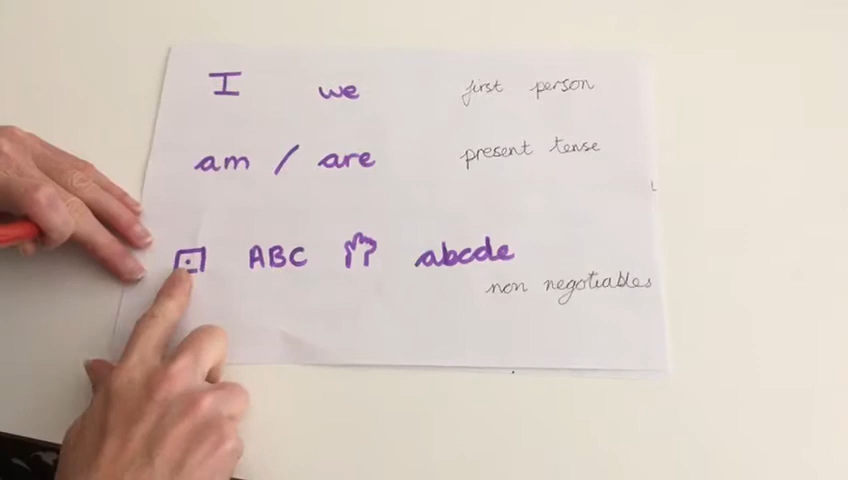 I we first person
am / are present tense
ABC abcde
non negotiables